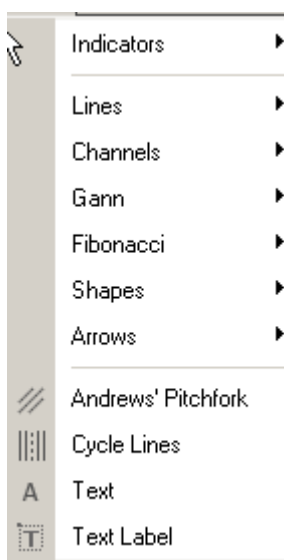 Indicators
Lines
Channels
Gann
Fibonacci
Shapes
Arrows
Andrews' Pitchfork
Cycle Lines
A Text
T Text Label